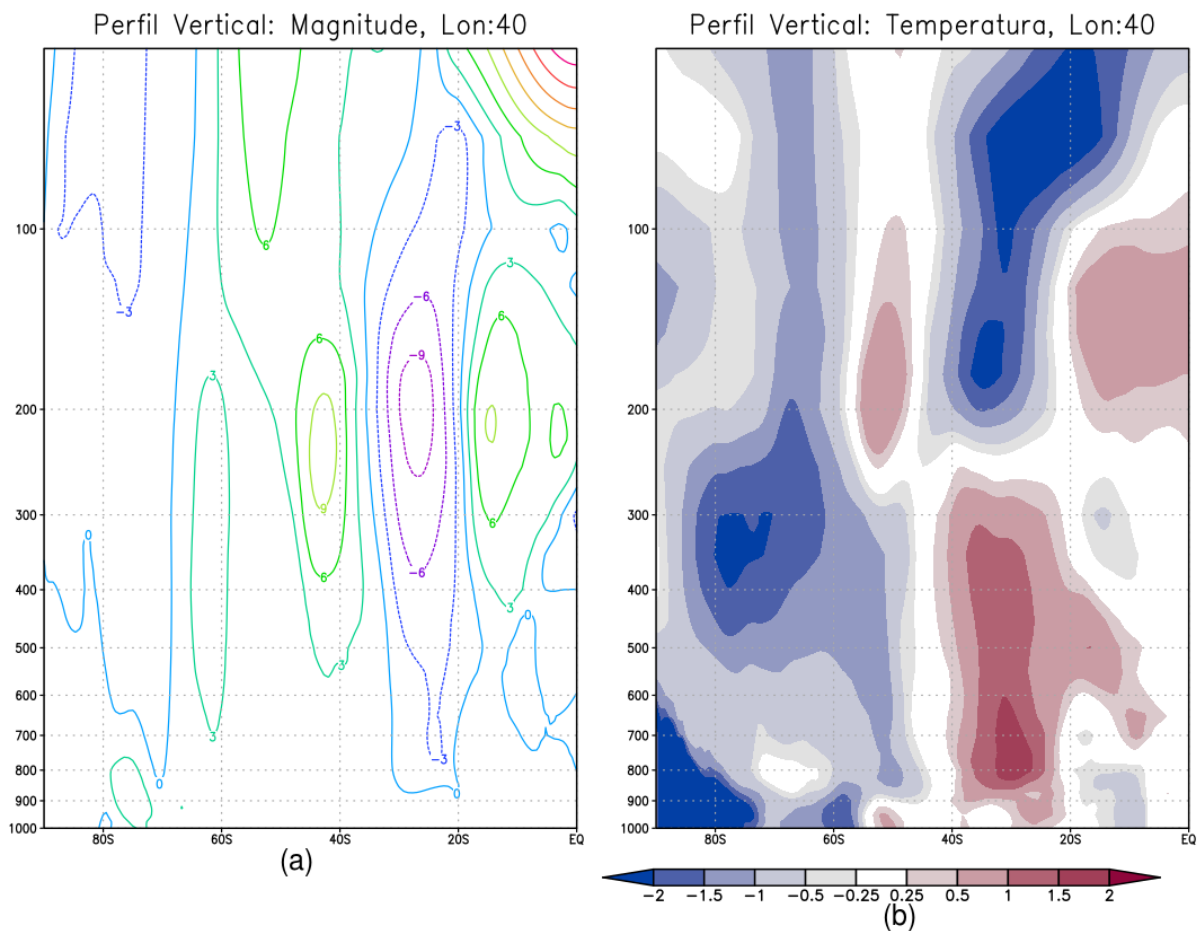 Perfil Vertical: Magnitude, Lon:40
100
200
300
400
500
600
700
800
900
1000
80S
60S
40S
20S
EQ
-3
-3
6
-3
3
-6
6
-9
6
3
3
9
6
6
-6
3
0
3
0
3
-3
0
0
(a)
Perfil Vertical: Temperatura, Lon:40
100
200
300
400
500
600
700
800
900
1000
80S
60S
40S
20S
EQ
-2 -1.5 -1 -0.5 -0.25 0.25 0.5 1 1.5 2
(b)